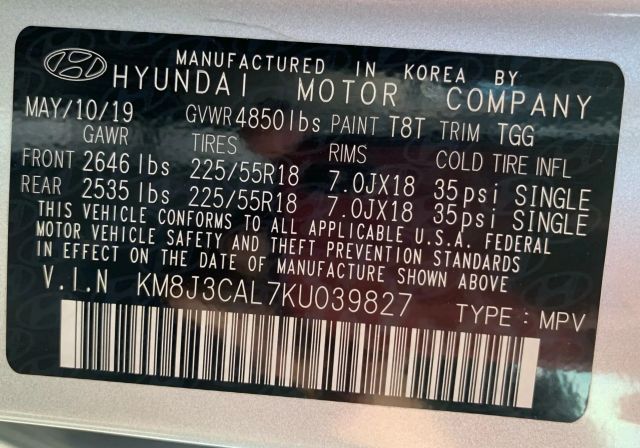 MANUFACTURED IN KOREA BY
HYUNDAI MOTOR COMPANY
MAY/10/19 GVWR 4850 lbs PAINT T8T TRIM TGG
GAWR TIRES RIMS COLD TIRE INFL
FRONT 2646 lbs 225/55R18 7.0JX18 35psi SINGLE
REAR 2535 lbs 225/55R18 7.0JX18 35psi SINGLE
THIS VEHICLE CONFORMS TO ALL APPLICABLE U.S.A. FEDERAL
MOTOR VEHICLE SAFETY AND THEFT PREVENTION STANDARDS
IN EFFECT ON THE DATE OF MANUFACTURE SHOWN ABOVE
V.I.N KM8J3CAL7KU039827 TYPE : MPV